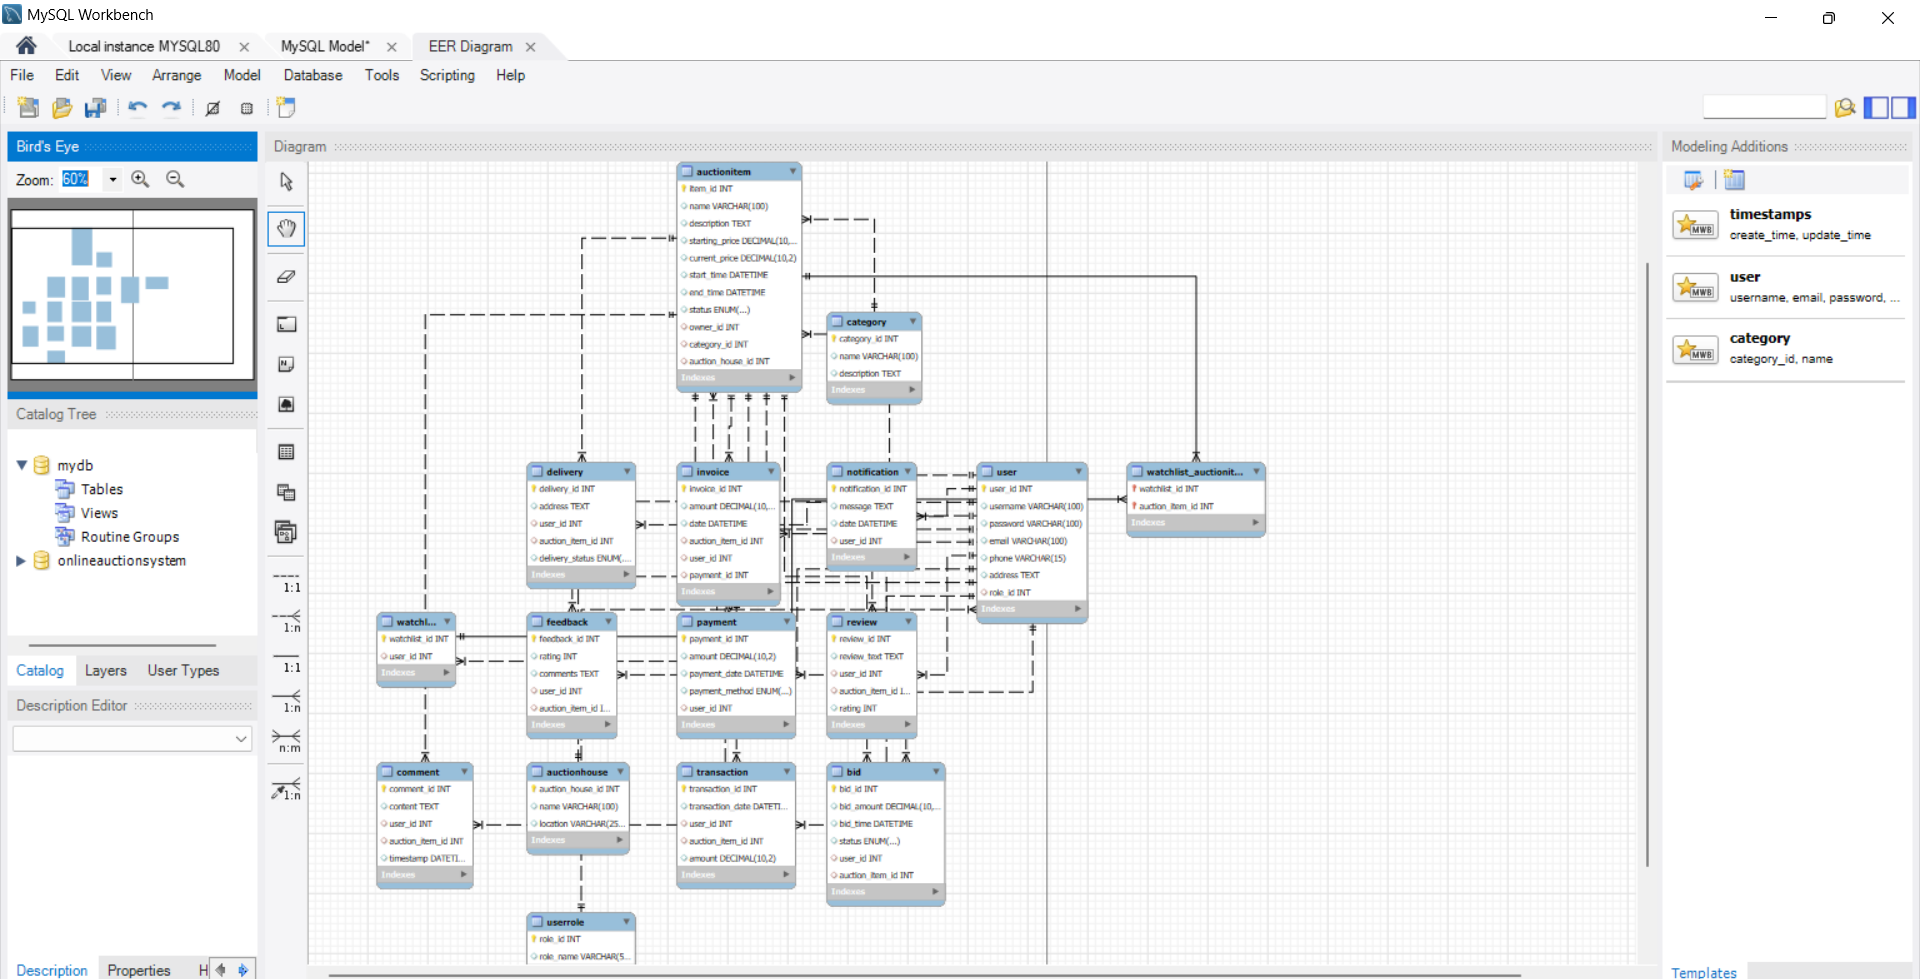 MySQL Workbench
Local instance MYSQL80
MySQL Model*
EER Diagram
File Edit View Arrange Model Database Tools Scripting Help
Bird's Eye
Zoom: 60%
Catalog Tree
mydb
Tables
Views
Routine Groups
onlineauctionsystem
Catalog Layers User Types
Description Editor
Description Properties H
1:1
1:n
1:1
1:n
n:m
1:n
Diagram
auctionitem
item_id INT
name VARCHAR(100)
description TEXT
starting_price DECIMAL(10,...
current_price DECIMAL(10,2)
start_time DATETIME
end_time DATETIME
status ENUM(...)
owner_id INT
category_id INT
auction_house_id INT
Indexes
category
category_id INT
name VARCHAR(100)
description TEXT
Indexes
delivery
delivery_id INT
address TEXT
user_id INT
auction_item_id INT
delivery_status ENUM(...
Indexes
invoice
invoice_id INT
amount DECIMAL(10,...
date DATETIME
auction_item_id INT
user_id INT
payment_id INT
Indexes
notification
notification_id INT
message TEXT
date DATETIME
user_id INT
Indexes
user
user_id INT
username VARCHAR(100)
password VARCHAR(100)
email VARCHAR(100)
phone VARCHAR(15)
address TEXT
role_id INT
Indexes
watchlist_auctionit...
watchlist_id INT
auction_item_id INT
Indexes
watchl...
watchlist_id INT
user_id INT
Indexes
feedback
feedback_id INT
rating INT
comments TEXT
user_id INT
auction_item_id I...
Indexes
payment
payment_id INT
amount DECIMAL(10,2)
payment_date DATETIME
payment_method ENUM(...)
user_id INT
Indexes
review
review_id INT
review_text TEXT
user_id INT
auction_item_id I...
rating INT
Indexes
comment
comment_id INT
content TEXT
user_id INT
auction_item_id INT
timestamp DATETI...
Indexes
auctionhouse
auction_house_id INT
name VARCHAR(100)
location VARCHAR(25...
Indexes
transaction
transaction_id INT
transaction_date DATETI...
user_id INT
auction_item_id INT
amount DECIMAL(10,2)
Indexes
bid
bid_id INT
bid_amount DECIMAL(10,...
bid_time DATETIME
status ENUM(...)
user_id INT
auction_item_id INT
Indexes
userrole
role_id INT
role_name VARCHAR(5...
Modeling Additions
MWB
timestamps
create_time, update_time
MWB
user
username, email, password, ...
MWB
category
category_id, name
Templates